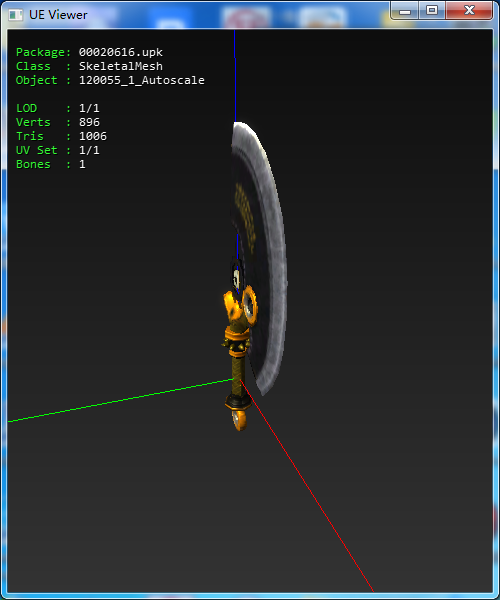 UE Viewer
Package: 00020616.upk
Class : SkeletalMesh
Object : 120055_1_Autoscale
LOD : 1/1
Verts : 896
Tris : 1006
UV Set : 1/1
Bones : 1